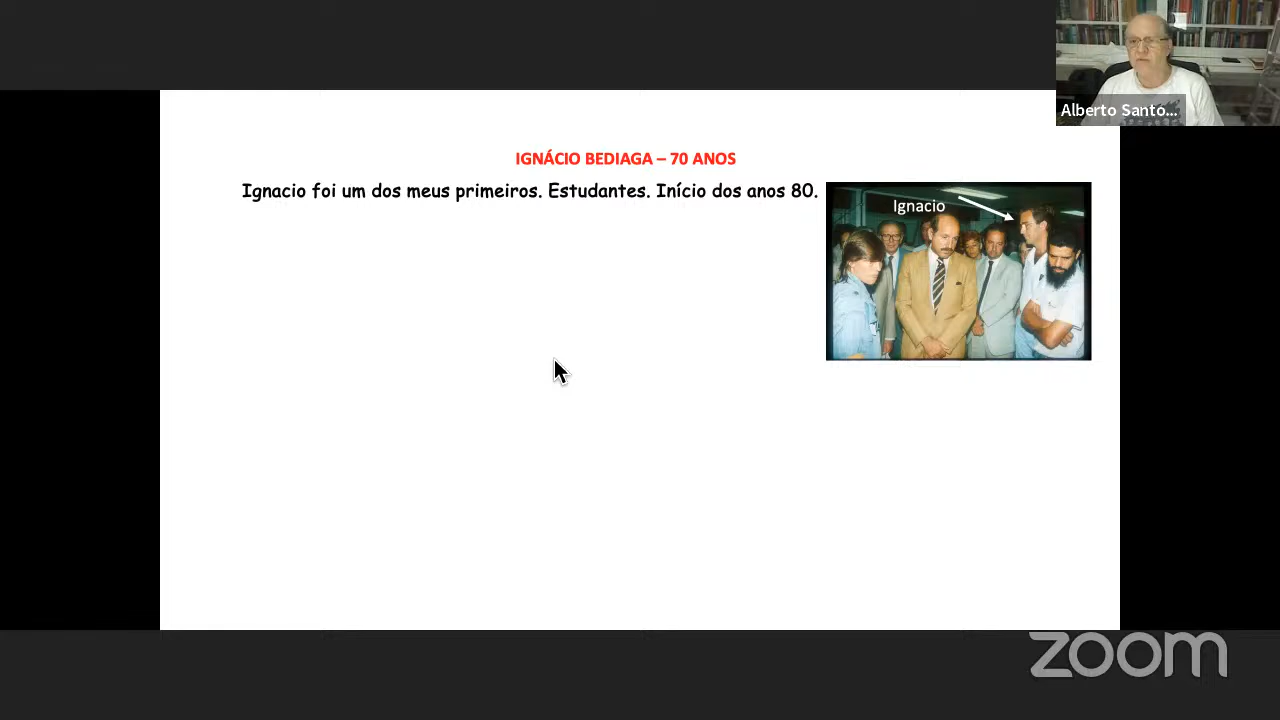 Alberto Santo...
IGNÁCIO BEDIAGA – 70 ANOS
Ignacio foi um dos meus primeiros. Estudantes. Início dos anos 80.
Ignacio
zoom